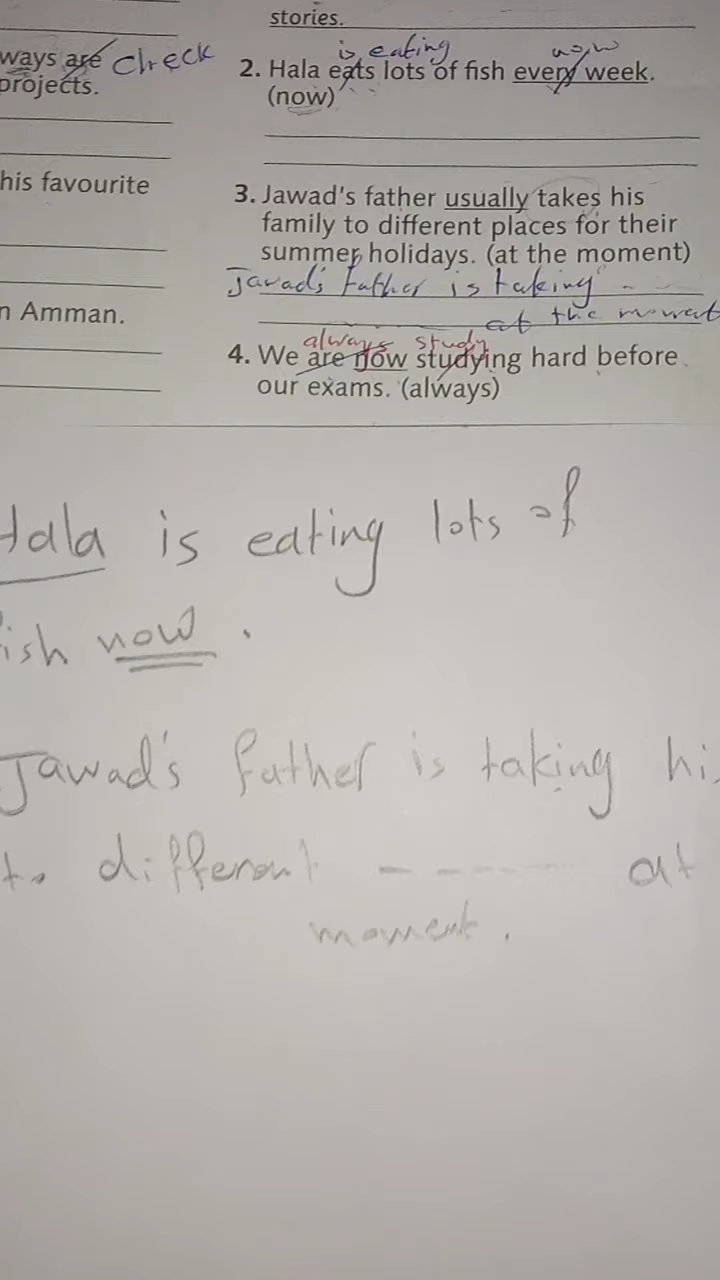 stories.
ways are check
projects.
is eating now
2. Hala eats lots of fish every week.
(now)
his favourite
3. Jawad's father usually takes his
family to different places for their
summer holidays. (at the moment)
Jawad's father is taking - -
at the moment
n Amman.
always study
4. We are now studying hard before
our exams. (always)
Hala is eating lots of
ish now.
Jawad's father is taking hi
to different - - - - - at
moment.